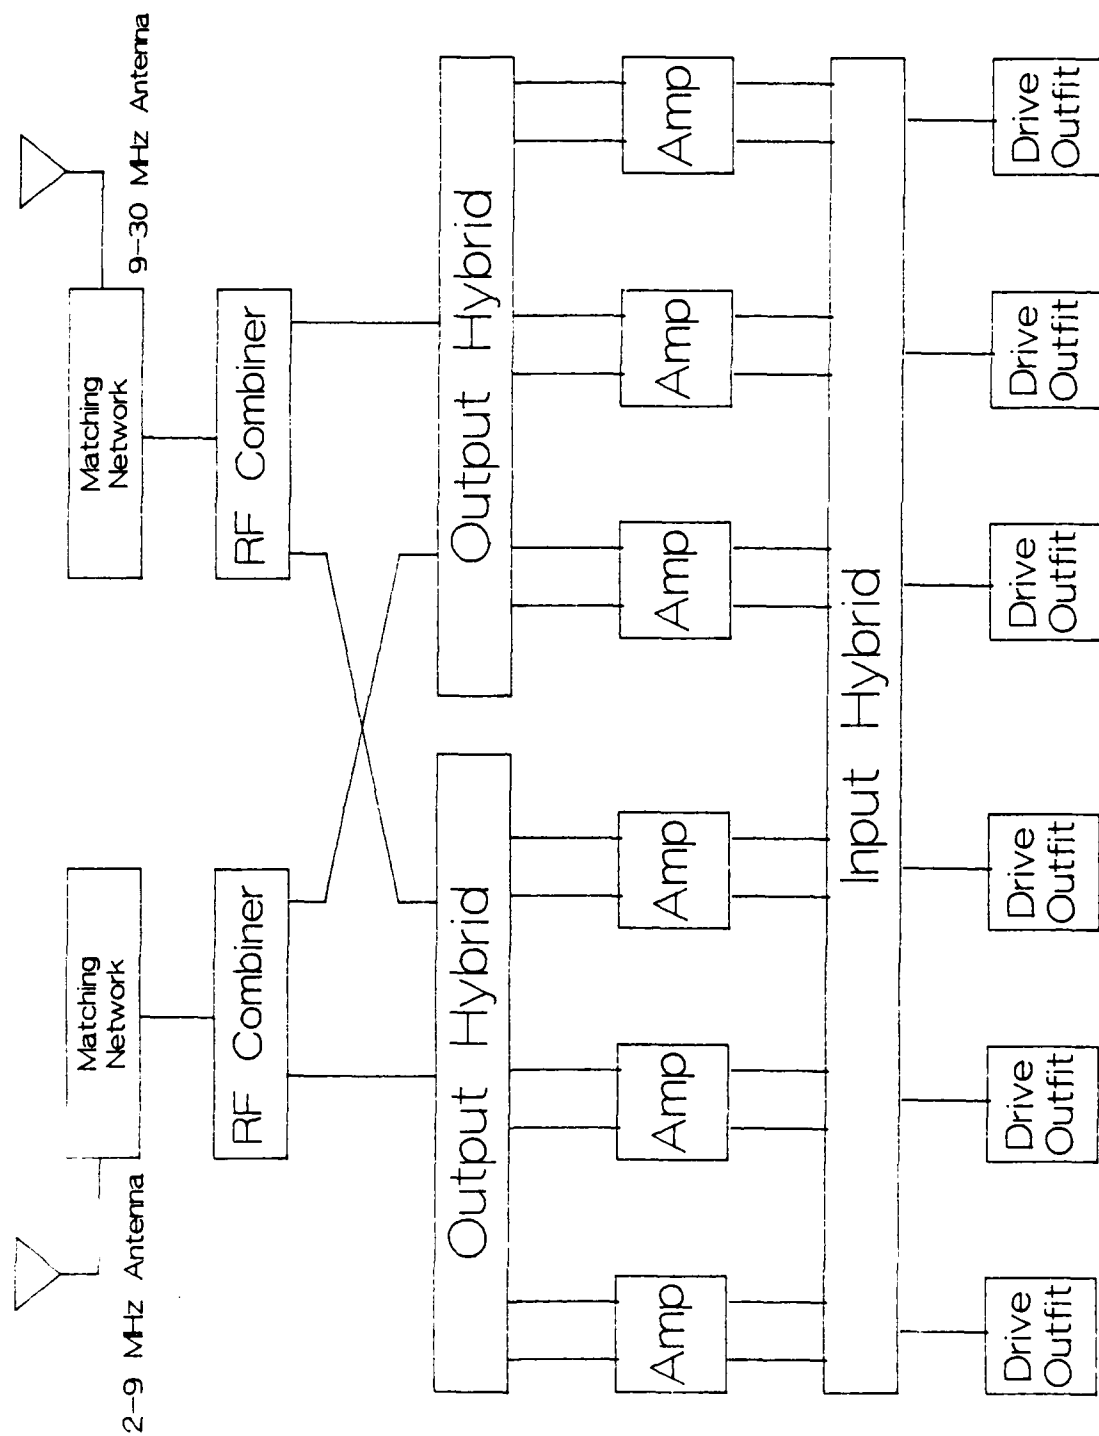 2-9 MHz Antenna
9-30 MHz Antenna
Matching
Network
Matching
Network
RF Combiner
RF Combiner
Output Hybrid
Output Hybrid
Amp
Amp
Amp
Amp
Amp
Amp
Input Hybrid
Drive
Outfit
Drive
Outfit
Drive
Outfit
Drive
Outfit
Drive
Outfit
Drive
Outfit